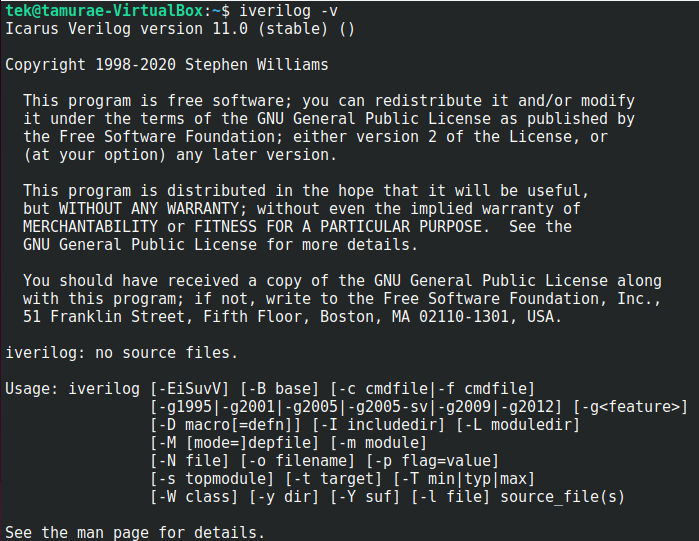 tek@tamurae-VirtualBox:~$ iverilog -v
Icarus Verilog version 11.0 (stable) ()

Copyright 1998-2020 Stephen Williams

  This program is free software; you can redistribute it and/or modify
  it under the terms of the GNU General Public License as published by
  the Free Software Foundation; either version 2 of the License, or
  (at your option) any later version.

  This program is distributed in the hope that it will be useful,
  but WITHOUT ANY WARRANTY; without even the implied warranty of
  MERCHANTABILITY or FITNESS FOR A PARTICULAR PURPOSE.  See the
  GNU General Public License for more details.

  You should have received a copy of the GNU General Public License along
  with this program; if not, write to the Free Software Foundation, Inc.,
  51 Franklin Street, Fifth Floor, Boston, MA 02110-1301, USA.

iverilog: no source files.

Usage: iverilog [-EiSuvV] [-B base] [-c cmdfile|-f cmdfile]
                [-g1995|-g2001|-g2005|-g2005-sv|-g2009|-g2012] [-g<feature>]
                [-D macro[=defn]] [-I includedir] [-L moduledir]
                [-M [mode=]depfile] [-m module]
                [-N file] [-o filename] [-p flag=value]
                [-s topmodule] [-t target] [-T min|typ|max]
                [-W class] [-y dir] [-Y suf] [-l file] source_file(s)

See the man page for details.